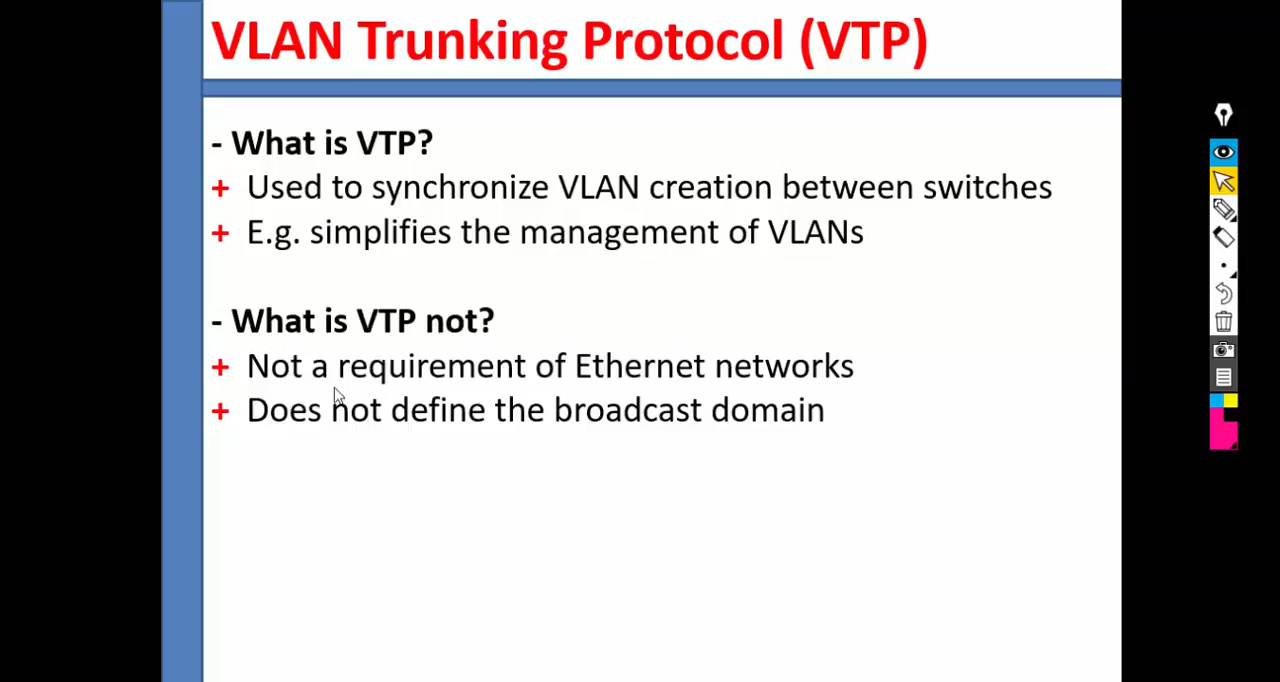 VLAN Trunking Protocol (VTP)
- What is VTP?
+ Used to synchronize VLAN creation between switches
+ E.g. simplifies the management of VLANs
- What is VTP not?
+ Not a requirement of Ethernet networks
+ Does not define the broadcast domain